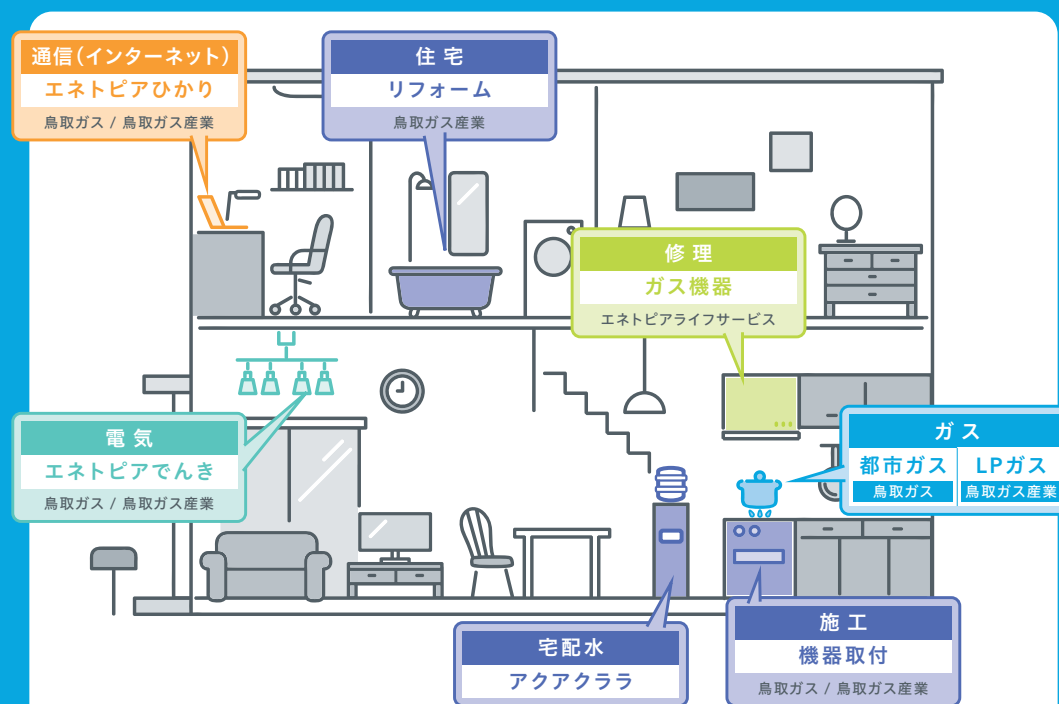 通信(インターネット)
エネトピアひかり
鳥取ガス / 鳥取ガス産業
住宅
リフォーム
鳥取ガス産業
修理
ガス機器
エネトピアライフサービス
電気
エネトピアでんき
鳥取ガス / 鳥取ガス産業
ガス
都市ガス
鳥取ガス
LPガス
鳥取ガス産業
宅配水
アクアクララ
施工
機器取付
鳥取ガス / 鳥取ガス産業